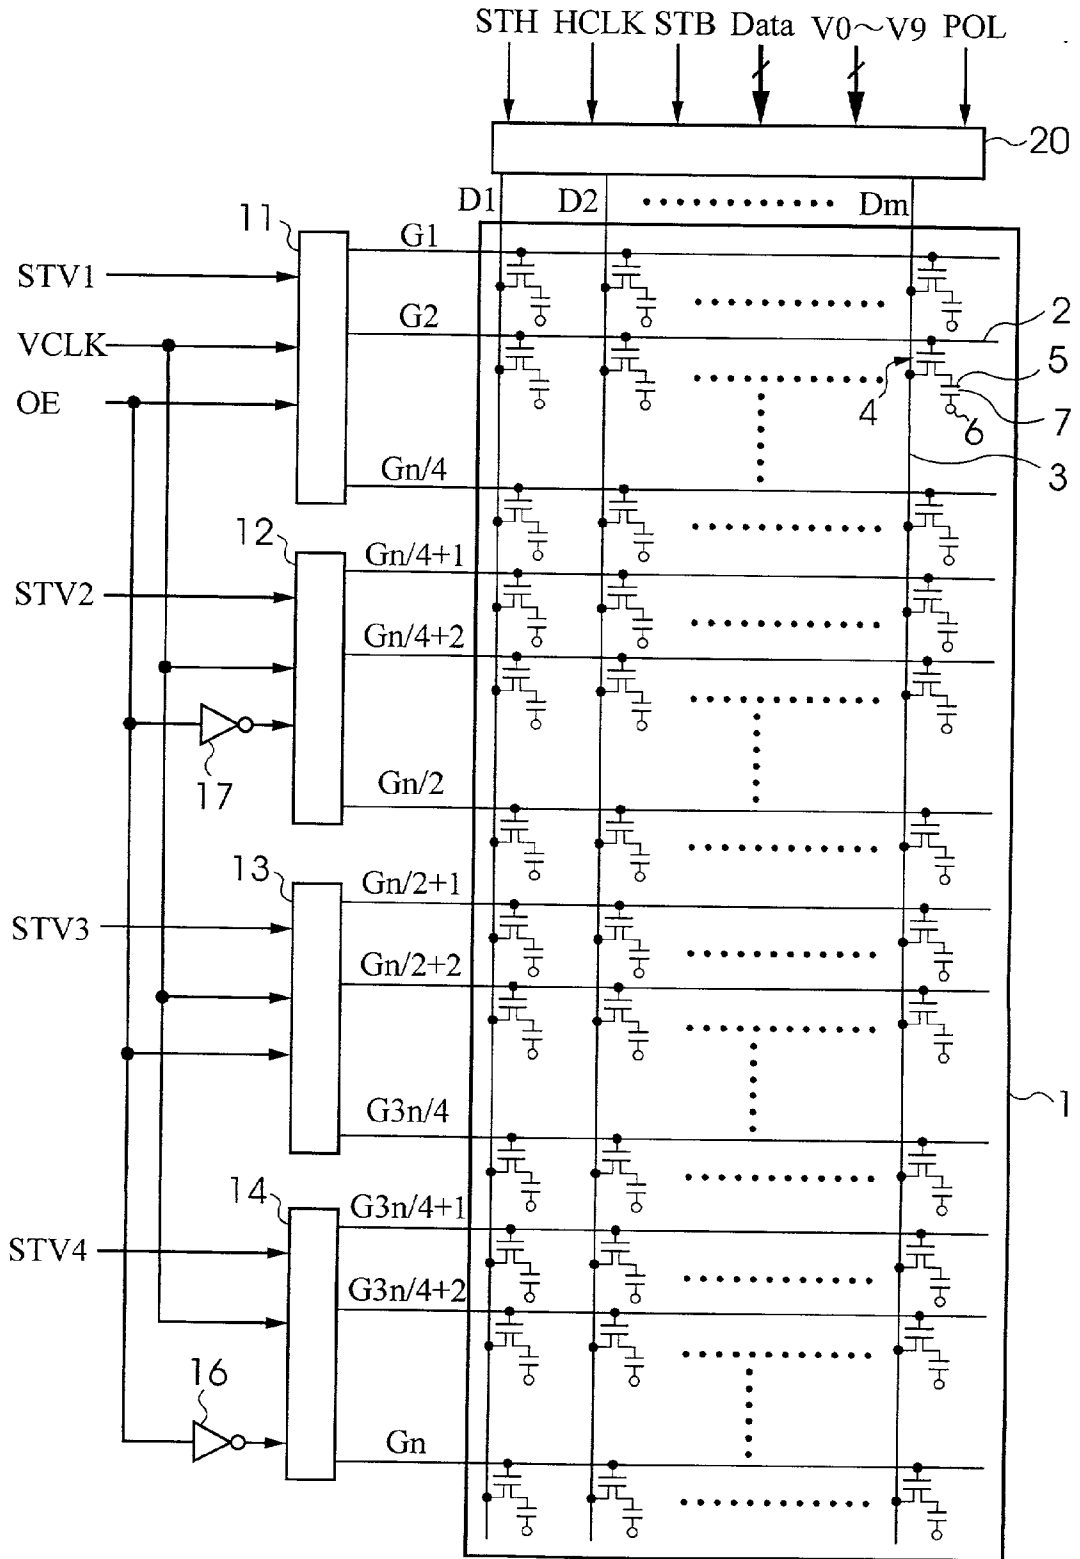 STH HCLK STB Data V0～V9 POL
20
D1 D2 Dm
11
G1
STV1
G2
2
VCLK
5
OE
4
6
7
3
Gn/4
12
Gn/4+1
STV2
Gn/4+2
17
Gn/2
13
Gn/2+1
STV3
Gn/2+2
1
G3n/4
14
G3n/4+1
STV4
G3n/4+2
16
Gn